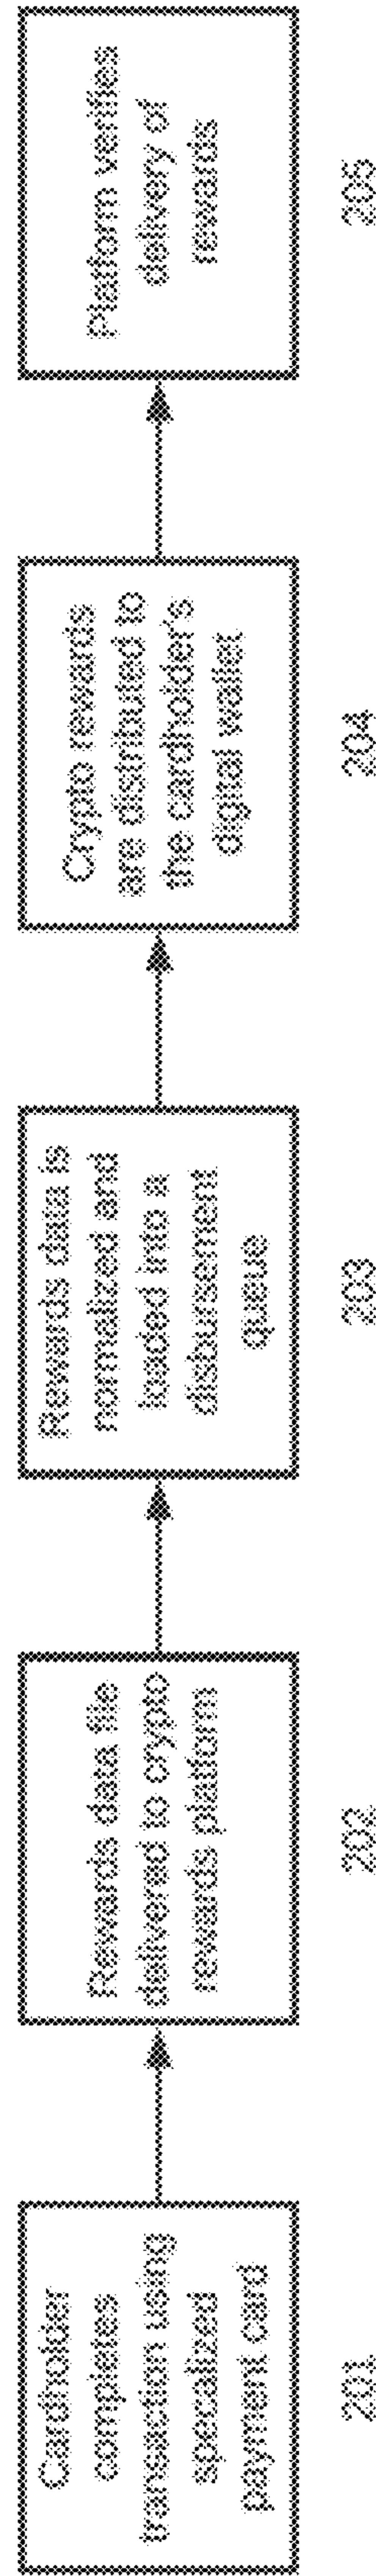 Cardholder
completes
transaction using
specialized
payment card
201
Rewards data file
delivered to crypto
rewards platform
202
Rewards data is
normalized and
loaded into a
disbursement
queue
203
Crypto rewards
are distributed to
the cardholder's
digital wallet
204
Platform verifies
delivery of
rewards
205